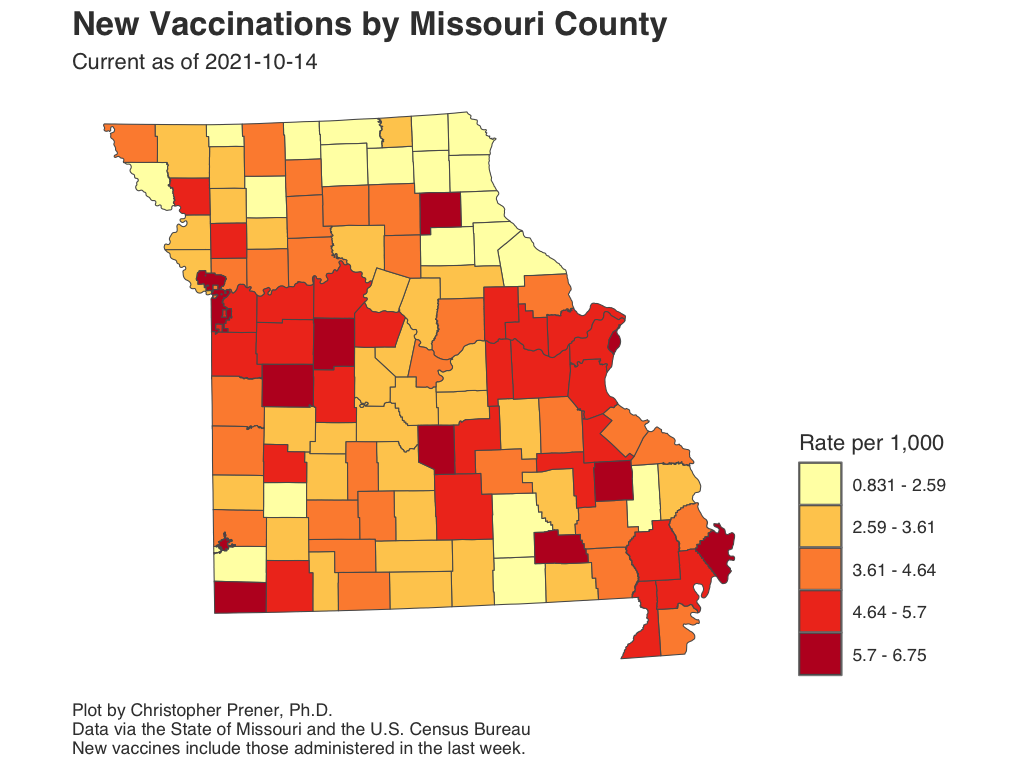 New Vaccinations by Missouri County
Current as of 2021-10-14
Rate per 1,000
0.831 - 2.59
2.59 - 3.61
3.61 - 4.64
4.64 - 5.7
5.7 - 6.75
Plot by Christopher Prener, Ph.D.
Data via the State of Missouri and the U.S. Census Bureau
New vaccines include those administered in the last week.